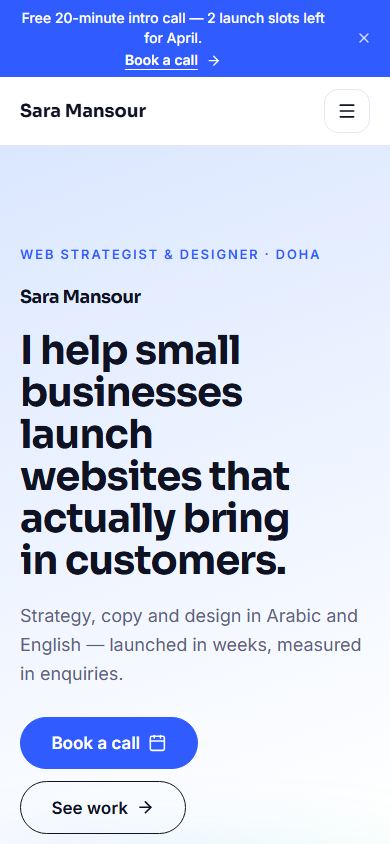 Free 20-minute intro call — 2 launch slots left
for April.
Book a call →
Sara Mansour
WEB STRATEGIST & DESIGNER · DOHA
Sara Mansour
I help small
businesses
launch
websites that
actually bring
in customers.
Strategy, copy and design in Arabic and
English — launched in weeks, measured
in enquiries.
Book a call
See work →